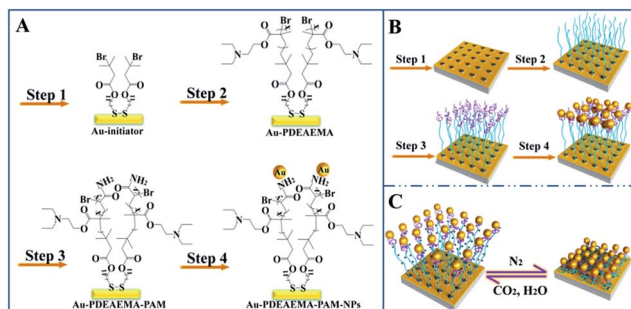 A
Step 1
Br
Br
O
O
O
O
S-S
Au-initiator
Step 2
Br
Br
N
O
O
O
O
N
O
O
O
O
S-S
Au-PDEAEMA
Step 3
NH₂
NH₂
O
O
Br
Br
N
O
O
O
O
N
O
O
O
O
S-S
Au-PDEAEMA-PAM
Step 4
Au
Au
NH₂
NH₂
O
O
Br
Br
N
O
O
O
O
N
O
O
O
O
S-S
Au-PDEAEMA-PAM-NPs
B
Step 1
Step 2
Step 3
Step 4
C
N₂
CO₂, H₂O